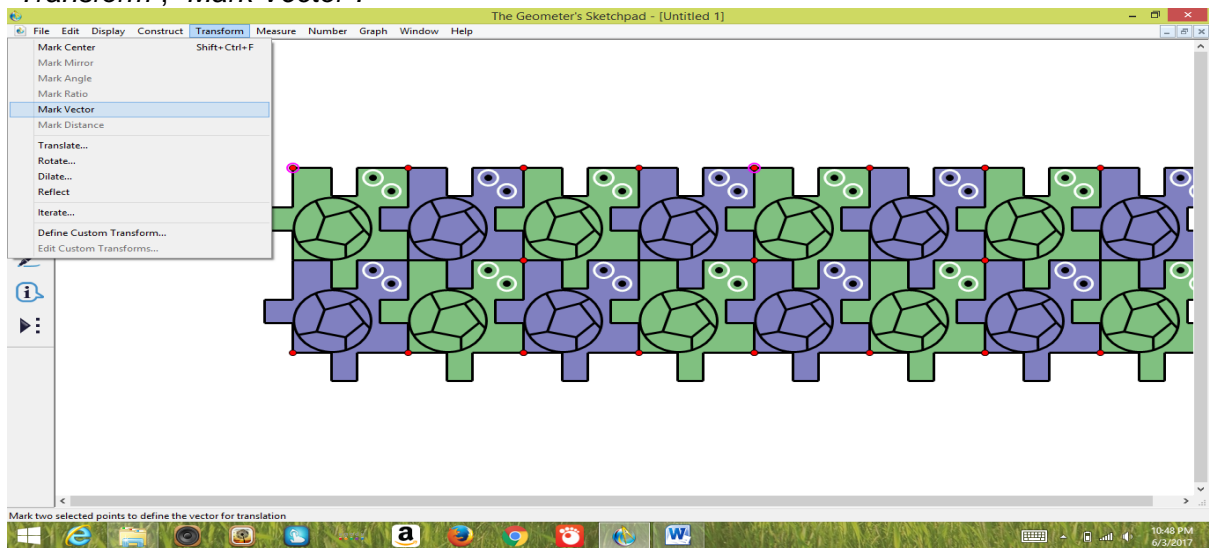 "Transform", "Mark Vector".
The Geometer's Sketchpad - [Untitled 1]
File Edit Display Construct Transform Measure Number Graph Window Help
Mark Center Shift+Ctrl+F
Mark Mirror
Mark Angle
Mark Ratio
Mark Vector
Mark Distance
Translate...
Rotate...
Dilate...
Reflect
Iterate...
Define Custom Transform...
Edit Custom Transforms...
Mark two selected points to define the vector for translation
10:48 PM
6/3/2017